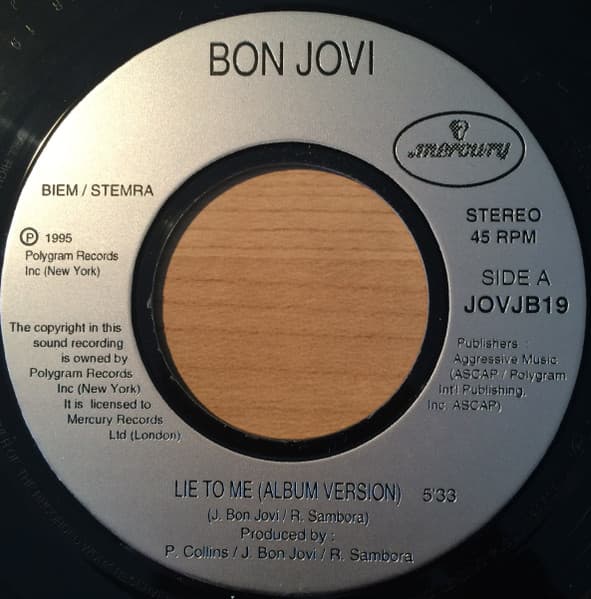 BON JOVI
mercury
BIEM / STEMRA
STEREO
45 RPM
Ⓟ 1995
Polygram Records
Inc (New York)
SIDE A
JOVJB19
The copyright in this
sound recording
is owned by
Polygram Records
Inc (New York)
It is licensed to
Mercury Records
Ltd (London)
Publishers :
Aggressive Music
(ASCAP / Polygram
Int'l Publishing,
Inc, ASCAP)
LIE TO ME (ALBUM VERSION) 5'33
(J. Bon Jovi / R. Sambora)
Produced by :
P. Collins / J. Bon Jovi / R. Sambora